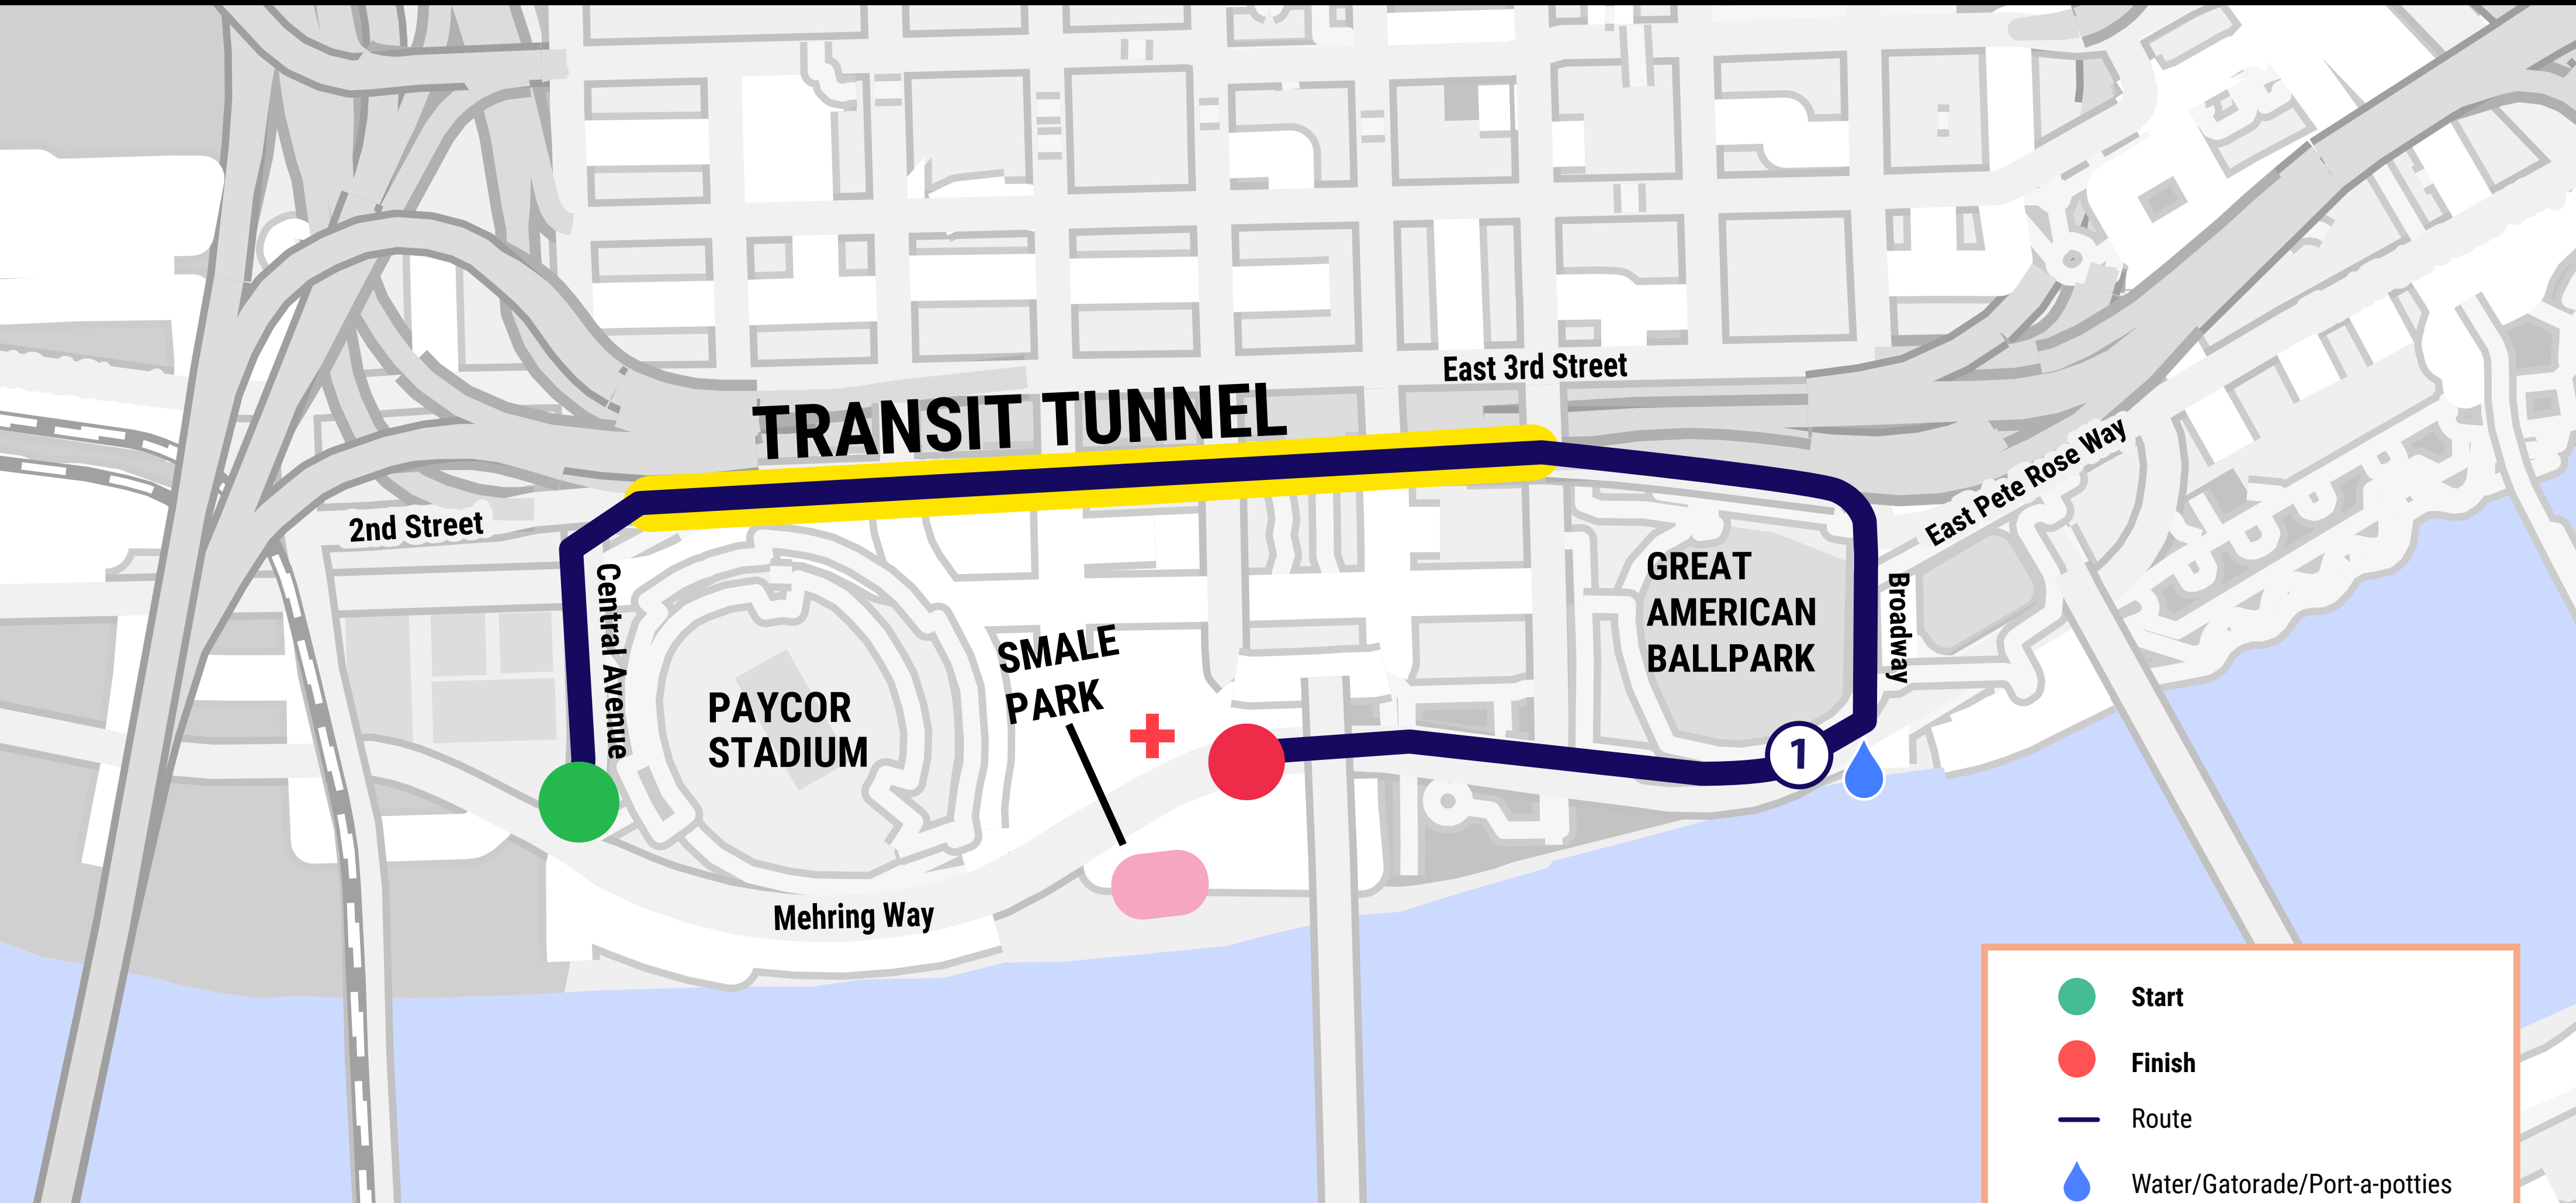 East 3rd Street
TRANSIT TUNNEL
East Pete Rose Way
2nd Street
Central Avenue
GREAT
AMERICAN
BALLPARK
Broadway
SMALE
PARK
PAYCOR
STADIUM
1
Mehring Way
Start
Finish
Route
Water/Gatorade/Port-a-potties